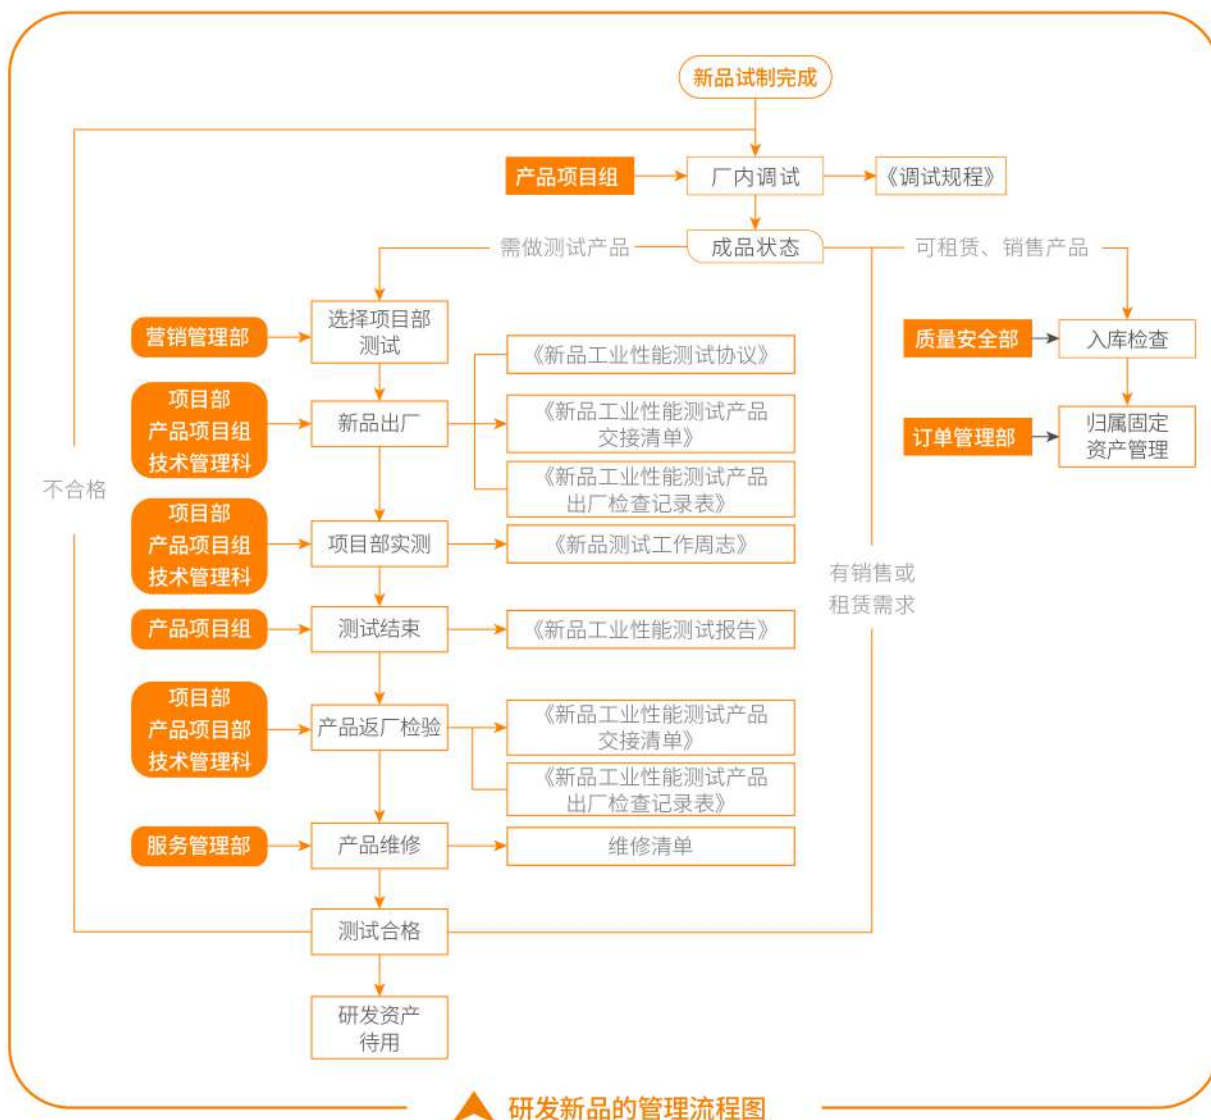 新品试制完成
产品项目组
厂内调试
《调试规程》
需做测试产品
成品状态
可租赁、销售产品
营销管理部
选择项目部
测试
《新品工业性能测试协议》
质量安全部
入库检查
项目部
产品项目组
技术管理科
新品出厂
《新品工业性能测试产品
交接清单》
订单管理部
归属固定
资产管理
《新品工业性能测试产品
出厂检查记录表》
不合格
项目部
产品项目组
技术管理科
项目部实测
《新品测试工作周志》
有销售或
租赁需求
产品项目组
测试结束
《新品工业性能测试报告》
项目部
产品项目部
技术管理科
产品返厂检验
《新品工业性能测试产品
交接清单》
《新品工业性能测试产品
出厂检查记录表》
服务管理部
产品维修
维修清单
测试合格
研发资产
待用
研发新品的管理流程图